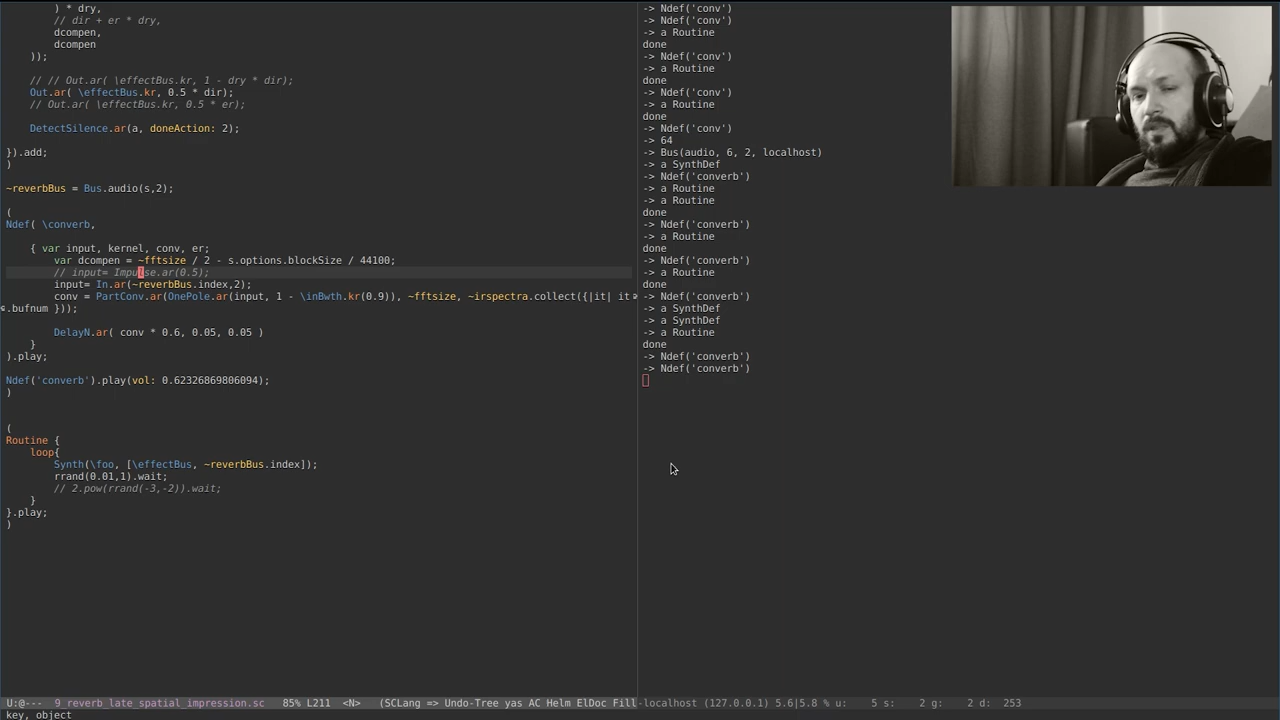 ) * dry,
        // dir + er * dry,
        dcompen,
        dcompen
    ));

    // // Out.ar( \effectBus.kr, 1 - dry * dir);
    Out.ar( \effectBus.kr, 0.5 * dir);
    // Out.ar( \effectBus.kr, 0.5 * er);

    DetectSilence.ar(a, doneAction: 2);

}).add;
)

~reverbBus = Bus.audio(s,2);

(
Ndef( \converb,

    { var input, kernel, conv, er;
        var dcompen = ~fftsize / 2 - s.options.blockSize / 44100;
        // input= Impulse.ar(0.5);
        input= In.ar(~reverbBus.index,2);
        conv = PartConv.ar(OnePole.ar(input, 1 - \inBwth.kr(0.9)), ~fftsize, ~irspectra.collect({|it| it
.bufnum }));

        DelayN.ar( conv * 0.6, 0.05, 0.05 )
    }
).play;

Ndef('converb').play(vol: 0.62326869806094);
)

(
Routine {
    loop{
        Synth(\foo, [\effectBus, ~reverbBus.index]);
        rrand(0.01,1).wait;
        // 2.pow(rrand(-3,-2)).wait;
    }
}.play;
)
-> Ndef('conv')
-> Ndef('conv')
-> a Routine
done
-> Ndef('conv')
-> a Routine
done
-> Ndef('conv')
-> a Routine
done
-> Ndef('conv')
-> 64
-> Bus(audio, 6, 2, localhost)
-> a SynthDef
-> Ndef('converb')
-> a Routine
-> a Routine
done
-> Ndef('converb')
-> a Routine
done
-> Ndef('converb')
-> a Routine
done
-> Ndef('converb')
-> a SynthDef
-> a SynthDef
-> a Routine
done
-> Ndef('converb')
-> Ndef('converb')
U:@--- 9_reverb_late_spatial_impression.sc 85% L211 <N> (SCLang => Undo-Tree yas AC Helm ElDoc Fill-localhost (127.0.0.1) 5.6|5.8 % u: 5 s: 2 g: 2 d: 253
key, object